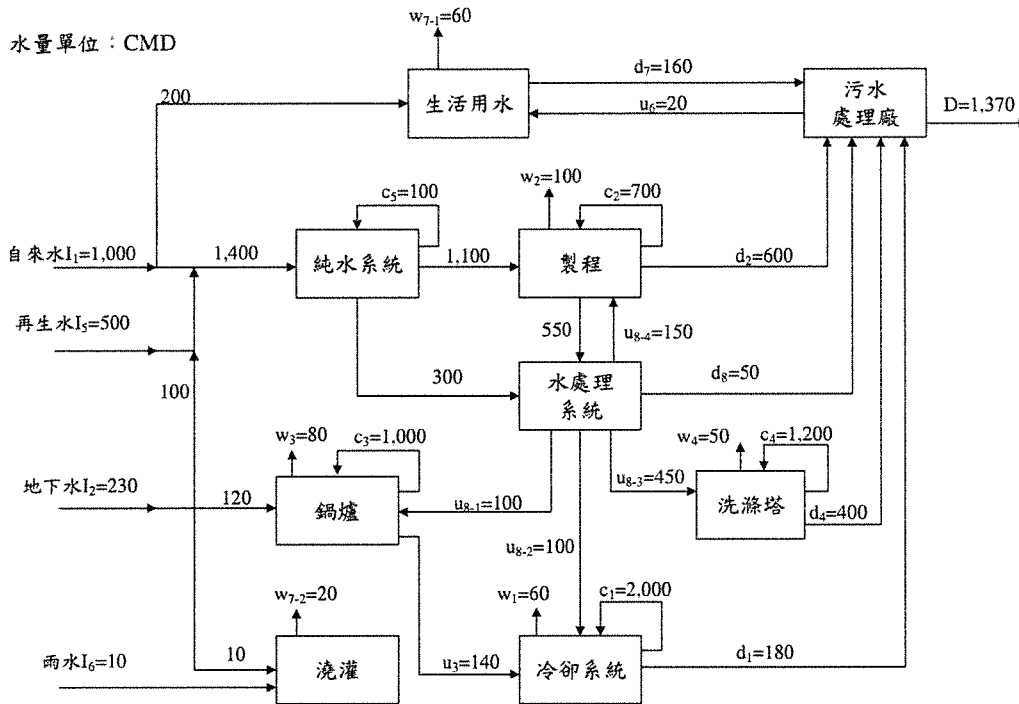 水量單位：CMD
w7-1=60
200
生活用水
d7=160
u6=20
污水
處理廠
D=1,370
自來水I1=1,000
1,400
純水系統
c5=100
1,100
w2=100
c2=700
製程
d2=600
再生水I5=500
100
300
550
u8-4=150
水處理
系統
d8=50
地下水I2=230
120
w3=80
c3=1,000
鍋爐
u8-1=100
u8-2=100
u8-3=450
w4=50
c4=1,200
洗滌塔
d4=400
雨水I6=10
10
w7-2=20
澆灌
u3=140
w1=60
c1=2,000
冷卻系統
d1=180